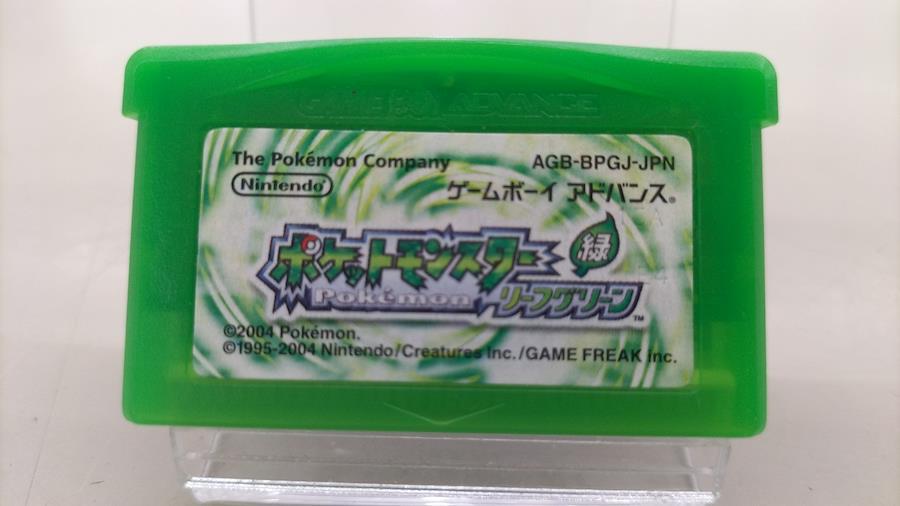 GAME BOY ADVANCE
The Pokémon Company AGB-BPGJ-JPN
Nintendo® ゲームボーイ アドバンス®
ポケットモンスター 緑
Pokémon リーフグリーン™
©2004 Pokémon.
©1995-2004 Nintendo/Creatures Inc./GAME FREAK inc.